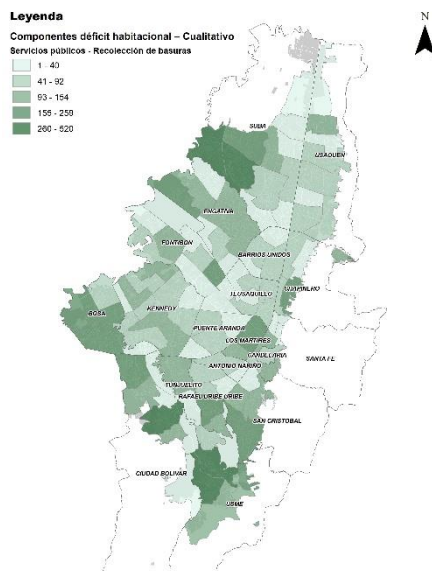 Leyenda
N
Componentes déficit habitacional – Cualitativo
Servicios públicos - Recolección de basuras
1 - 40
41 - 92
93 - 154
155 - 259
260 - 520
SUBA
USAQUEN
ENGATIVA
FONTIBON
BARRIOS UNIDOS
TEUSAQUILLO
CHAPINERO
BOSA
KENNEDY
PUENTE ARANDA
LOS MARTIRES
CANDELARIA
SANTA FE
ANTONIO NARIÑO
TUNJUELITO
RAFAEL URIBE URIBE
SAN CRISTOBAL
CIUDAD BOLIVAR
USME